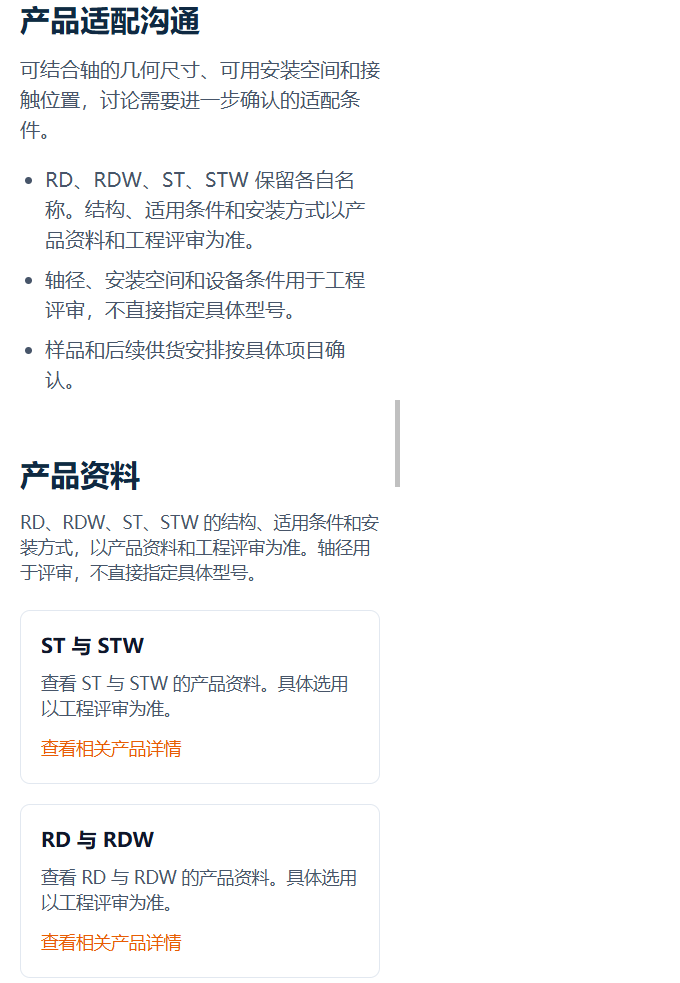 产品适配沟通
可结合轴的几何尺寸、可用安装空间和接
触位置，讨论需要进一步确认的适配条
件。
RD、RDW、ST、STW 保留各自名
称。结构、适用条件和安装方式以产
品资料和工程评审为准。
轴径、安装空间和设备条件用于工程
评审，不直接指定具体型号。
样品和后续供货安排按具体项目确
认。
产品资料
RD、RDW、ST、STW 的结构、适用条件和安
装方式，以产品资料和工程评审为准。轴径用
于评审，不直接指定具体型号。
ST 与 STW
查看 ST 与 STW 的产品资料。具体选用
以工程评审为准。
查看相关产品详情
RD 与 RDW
查看 RD 与 RDW 的产品资料。具体选用
以工程评审为准。
查看相关产品详情